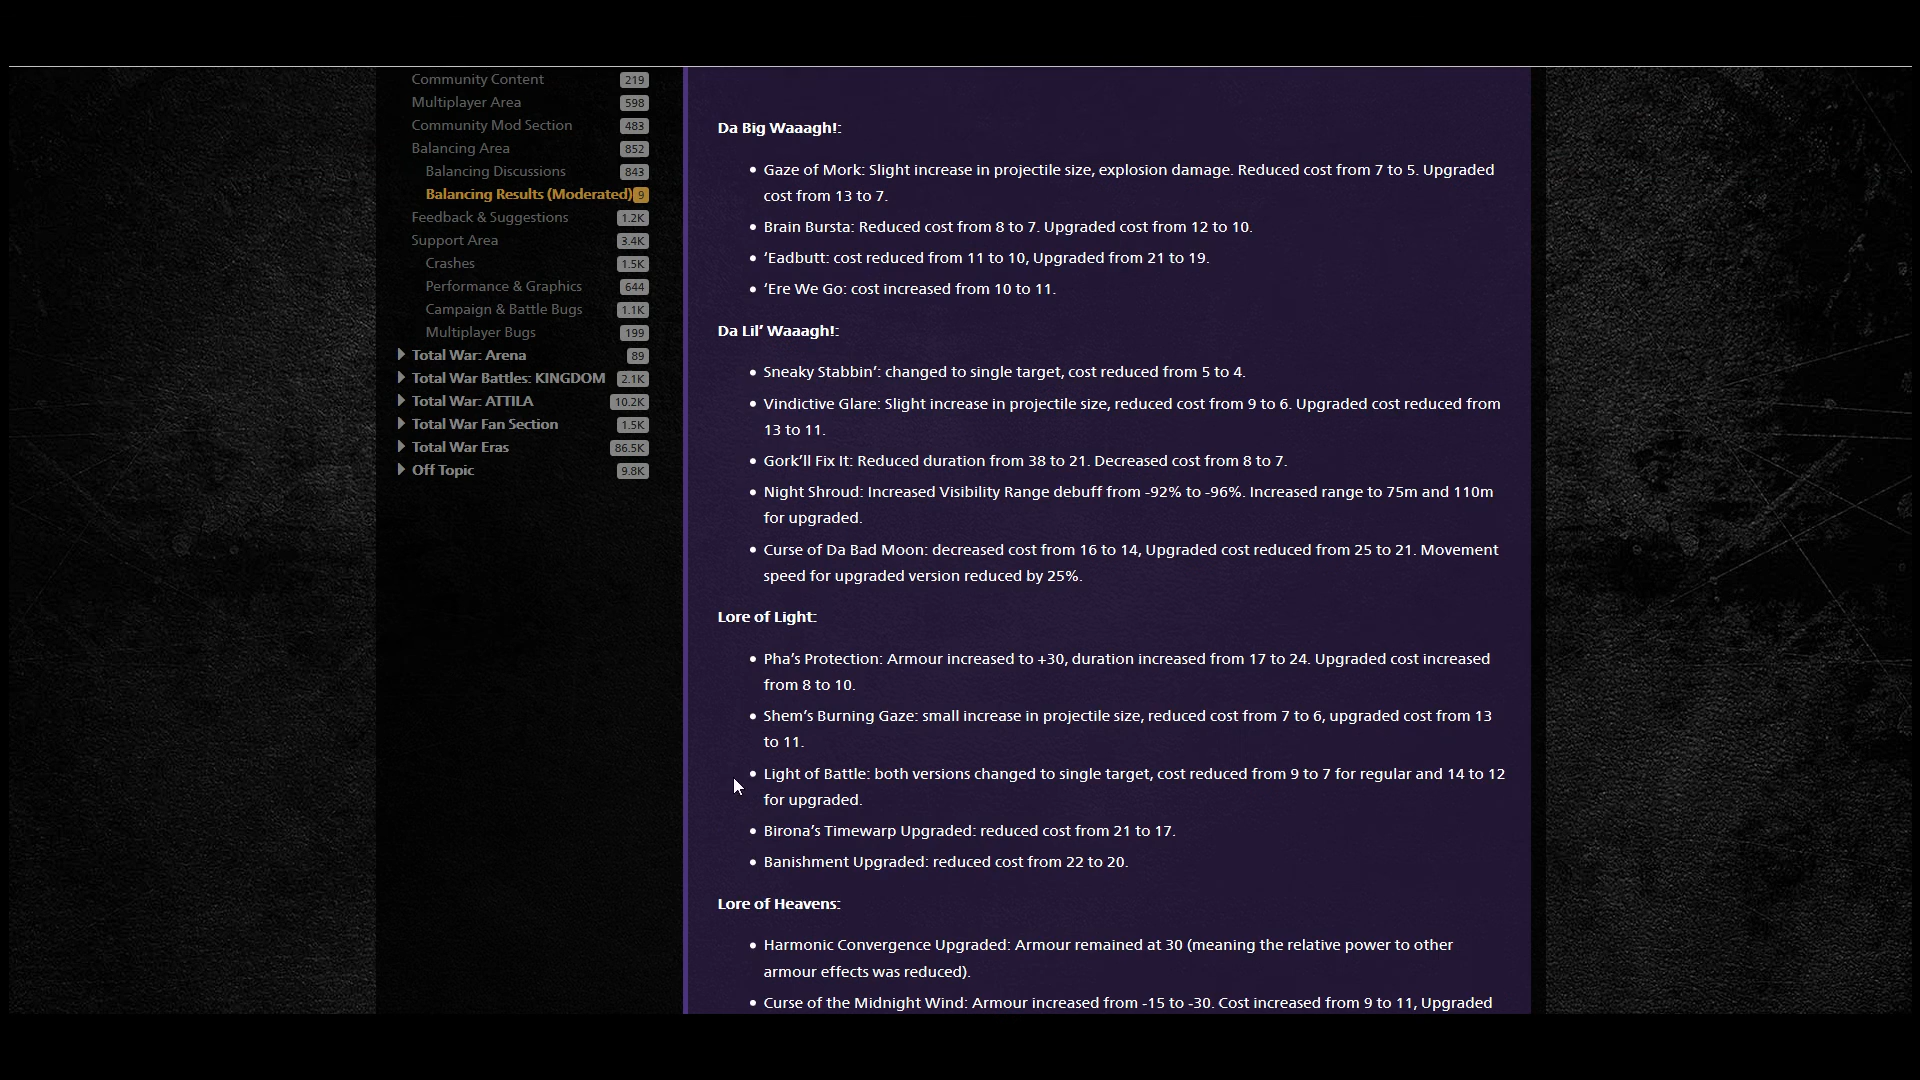 Community Content 219
Multiplayer Area 598
Community Mod Section 483
Balancing Area 852
Balancing Discussions 843
Balancing Results (Moderated) 9
Feedback & Suggestions 1.2K
Support Area 3.4K
Crashes 1.5K
Performance & Graphics 644
Campaign & Battle Bugs 1.1K
Multiplayer Bugs 199
Total War: Arena 89
Total War Battles: KINGDOM 2.1K
Total War: ATTILA 10.2K
Total War Fan Section 1.5K
Total War Eras 86.5K
Off Topic 9.8K
Da Big Waaagh!:
• Gaze of Mork: Slight increase in projectile size, explosion damage. Reduced cost from 7 to 5. Upgraded
cost from 13 to 7.
• Brain Bursta: Reduced cost from 8 to 7. Upgraded cost from 12 to 10.
• ‘Eadbutt: cost reduced from 11 to 10, Upgraded from 21 to 19.
• ‘Ere We Go: cost increased from 10 to 11.
Da Lil’ Waaagh!:
• Sneaky Stabbin’: changed to single target, cost reduced from 5 to 4.
• Vindictive Glare: Slight increase in projectile size, reduced cost from 9 to 6. Upgraded cost reduced from
13 to 11.
• Gork’ll Fix It: Reduced duration from 38 to 21. Decreased cost from 8 to 7.
• Night Shroud: Increased Visibility Range debuff from -92% to -96%. Increased range to 75m and 110m
for upgraded.
• Curse of Da Bad Moon: decreased cost from 16 to 14, Upgraded cost reduced from 25 to 21. Movement
speed for upgraded version reduced by 25%.
Lore of Light:
• Pha’s Protection: Armour increased to +30, duration increased from 17 to 24. Upgraded cost increased
from 8 to 10.
• Shem’s Burning Gaze: small increase in projectile size, reduced cost from 7 to 6, upgraded cost from 13
to 11.
• Light of Battle: both versions changed to single target, cost reduced from 9 to 7 for regular and 14 to 12
for upgraded.
• Birona’s Timewarp Upgraded: reduced cost from 21 to 17.
• Banishment Upgraded: reduced cost from 22 to 20.
Lore of Heavens:
• Harmonic Convergence Upgraded: Armour remained at 30 (meaning the relative power to other
armour effects was reduced).
• Curse of the Midnight Wind: Armour increased from -15 to -30. Cost increased from 9 to 11, Upgraded